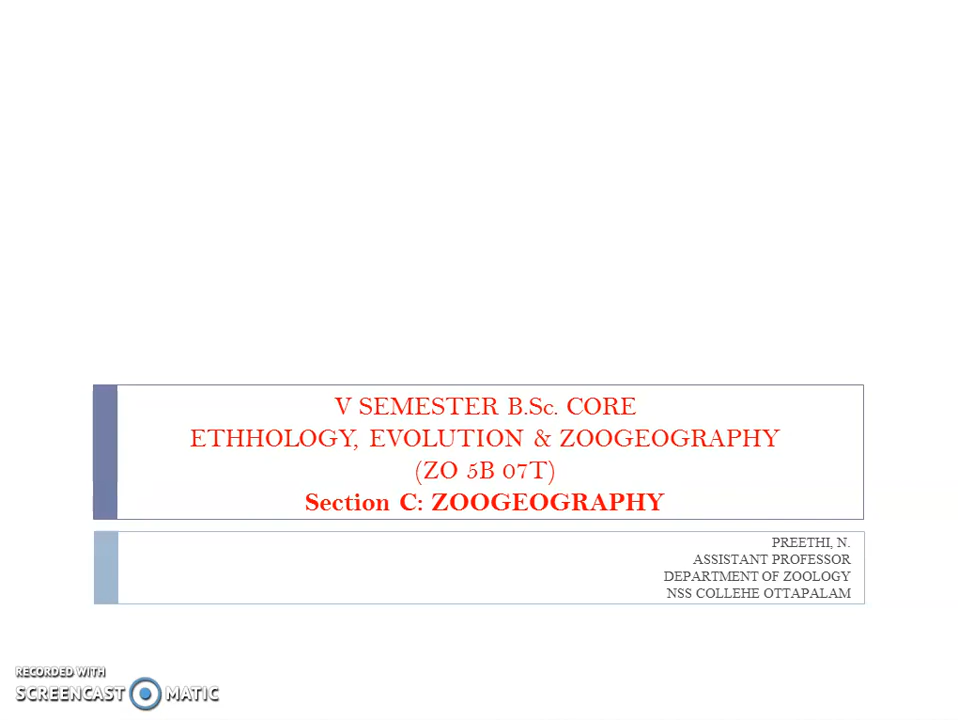 V SEMESTER B.Sc. CORE
ETHHOLOGY, EVOLUTION & ZOOGEOGRAPHY
(ZO 5B 07T)
Section C: ZOOGEOGRAPHY
PREETHI, N.
ASSISTANT PROFESSOR
DEPARTMENT OF ZOOLOGY
NSS COLLEHE OTTAPALAM
RECORDED WITH
SCREENCAST MATIC